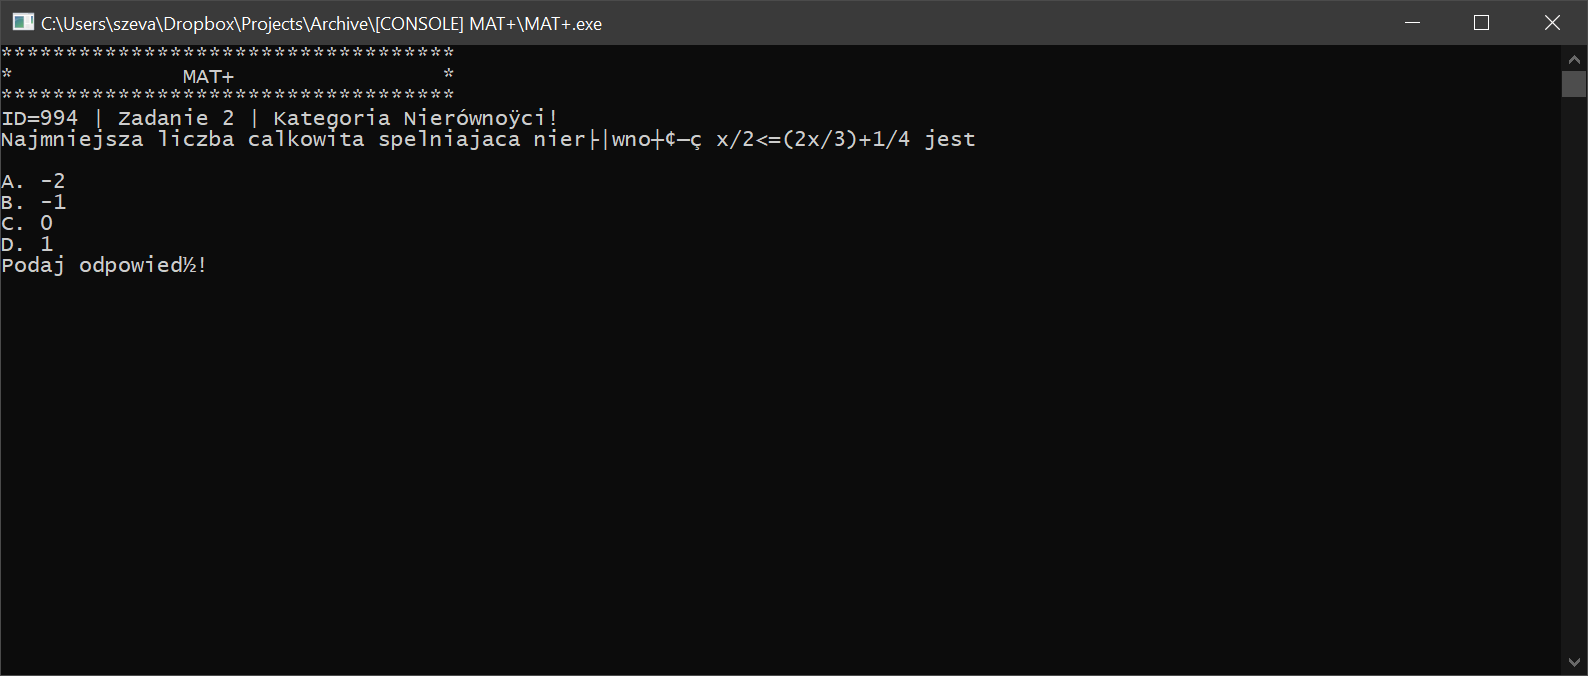 C:\Users\szeva\Dropbox\Projects\Archive\[CONSOLE] MAT+\MAT+.exe
***********************************
*             MAT+                *
***********************************
ID=994 | Zadanie 2 | Kategoria Nierównoÿci!
Najmniejsza liczba calkowita spelniajaca nier├|wno┼¢─ç x/2<=(2x/3)+1/4 jest
A. -2
B. -1
C. 0
D. 1
Podaj odpowied½!